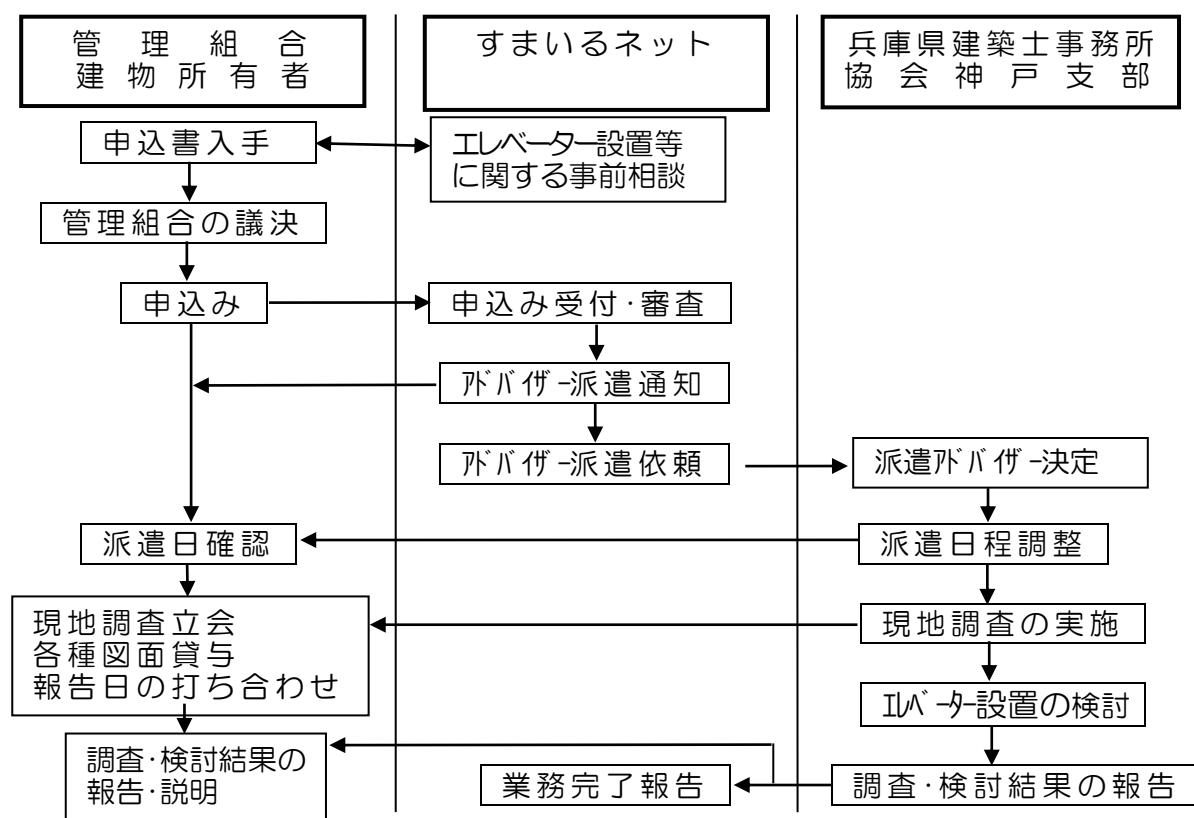 管理組合
建物所有者
すまいるネット
兵庫県建築士事務所
協会神戸支部
申込書入手
エレベーター設置等
に関する事前相談
管理組合の議決
申込み
申込み受付・審査
ｱﾄﾞﾊﾞｲｻﾞｰ派遣通知
ｱﾄﾞﾊﾞｲｻﾞｰ派遣依頼
派遣ｱﾄﾞﾊﾞｲｻﾞｰ決定
派遣日確認
派遣日程調整
現地調査立会
各種図面貸与
報告日の打ち合わせ
現地調査の実施
ｴﾚﾍﾞｰﾀｰ設置の検討
調査・検討結果の
報告・説明
業務完了報告
調査・検討結果の報告